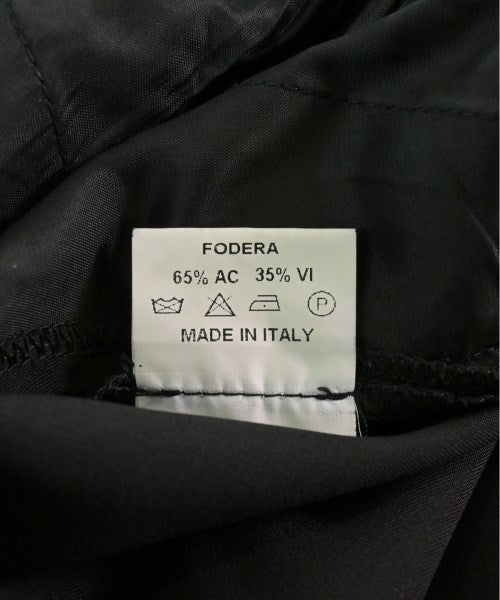 FODERA
65% AC 35% VI
P
MADE IN ITALY